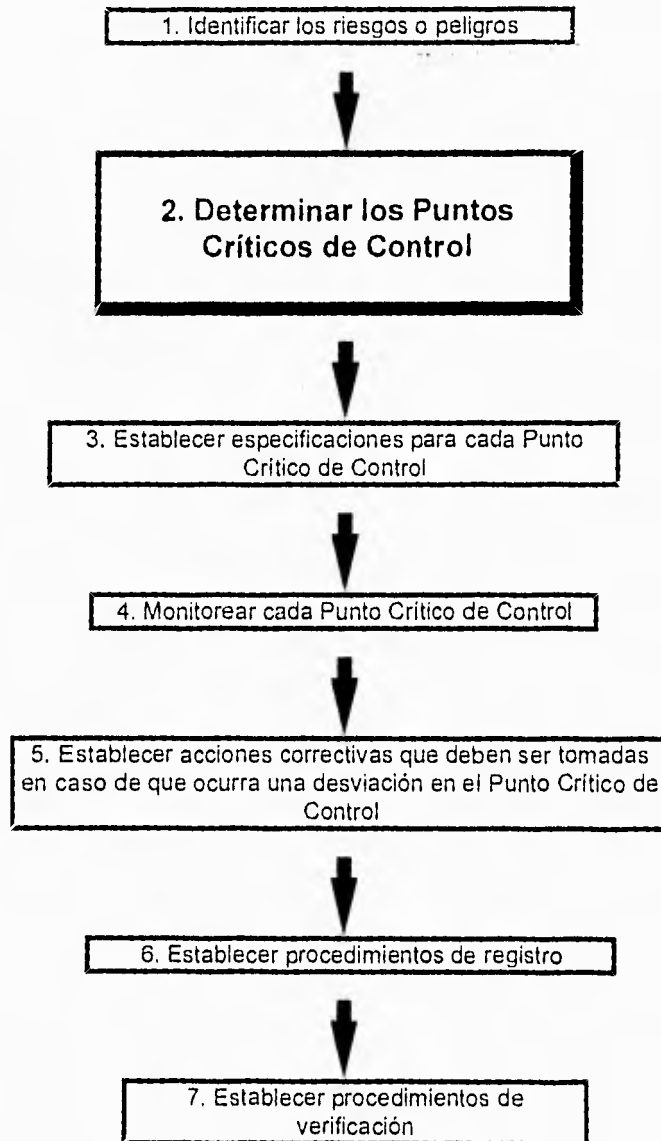 1. Identificar los riesgos o peligros
2. Determinar los Puntos
Críticos de Control
3. Establecer especificaciones para cada Punto
Crítico de Control
4. Monitorear cada Punto Crítico de Control
5. Establecer acciones correctivas que deben ser tomadas
en caso de que ocurra una desviación en el Punto Crítico de
Control
6. Establecer procedimientos de registro
7. Establecer procedimientos de
verificación